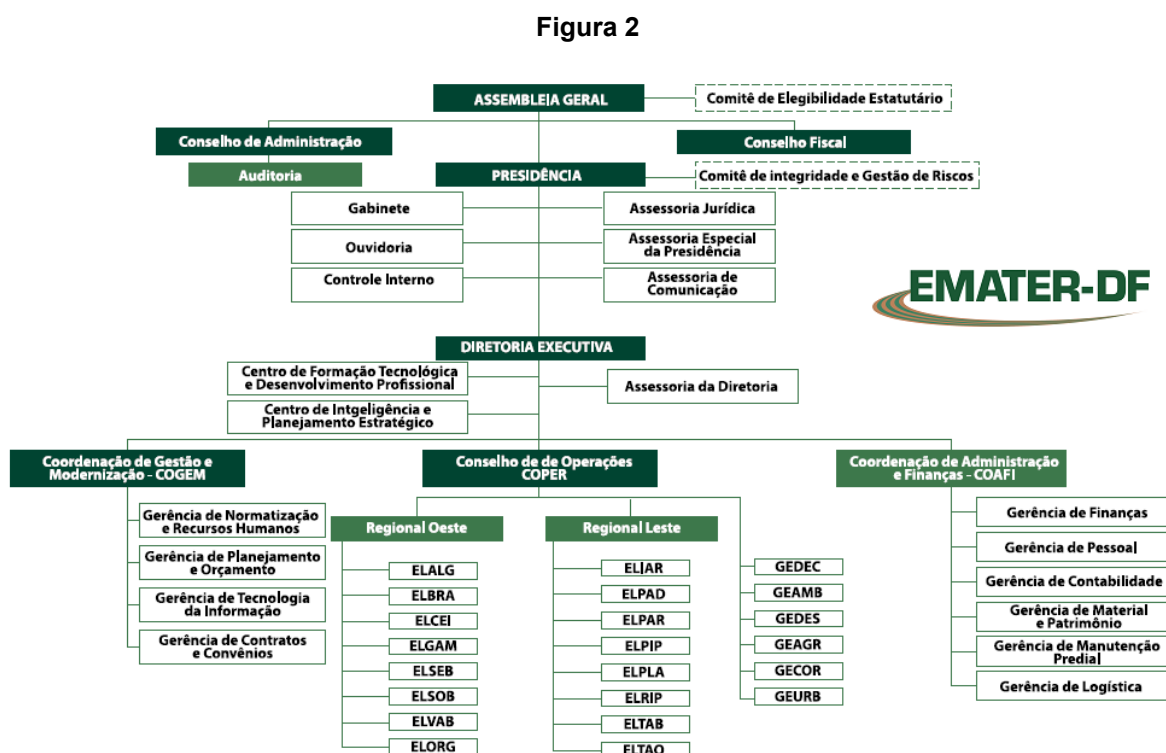 Figura 2
ASSEMBLEIA GERAL
Comitê de Elegibilidade Estatutário
Conselho de Administração
Conselho Fiscal
Auditoria
PRESIDÊNCIA
Comitê de integridade e Gestão de Riscos
Gabinete
Assessoria Jurídica
Ouvidoria
Assessoria Especial
da Presidência
Controle Interno
Assessoria de
Comunicação
EMATER-DF
DIRETORIA EXECUTIVA
Centro de Formação Tecnológica
e Desenvolvimento Profissional
Assessoria da Diretoria
Centro de Intgeligência e
Planejamento Estratégico
Coordenação de Gestão e
Modernização - COGEM
Conselho de de Operações
COPER
Coordenação de Administração
e Finanças - COAFI
Gerência de Normatização
e Recursos Humanos
Gerência de Planejamento
e Orçamento
Gerência de Tecnologia
da Informação
Gerência de Contratos
e Convênios
Regional Oeste
ELALG
ELBRA
ELCEI
ELGAM
ELSEB
ELSOB
ELVAB
ELORG
Regional Leste
ELJAR
ELPAD
ELPAR
ELPIP
ELPLA
ELRIP
ELTAB
ELTAQ
GEDEC
GEAMB
GEDES
GEAGR
GECOR
GEURB
Gerência de Finanças
Gerência de Pessoal
Gerência de Contabilidade
Gerência de Material
e Patrimônio
Gerência de Manutenção
Predial
Gerência de Logística